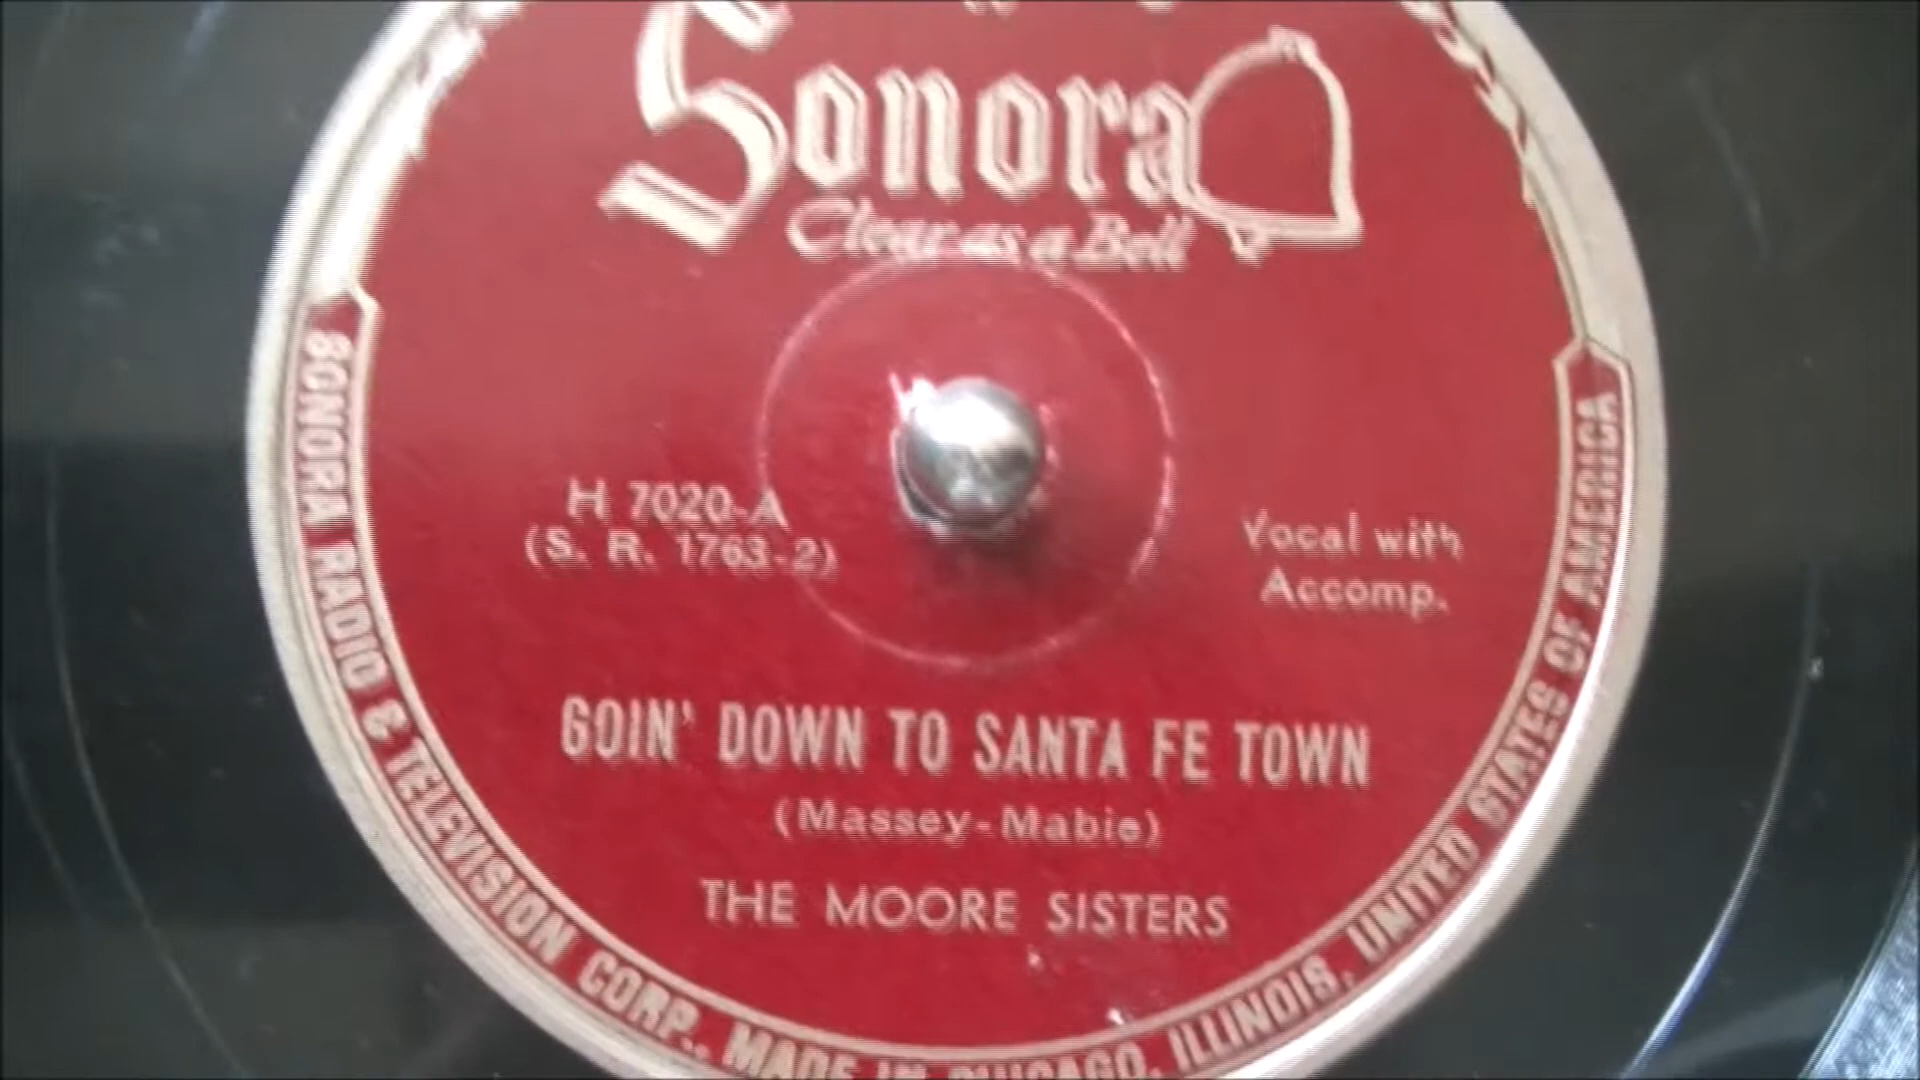 Sonora
Clear as a Bell
H 7020-A
(S. R. 1763-2)
Vocal with
Accomp.
GOIN' DOWN TO SANTA FE TOWN
(Massey-Mabie)
THE MOORE SISTERS
SONORA RADIO & TELEVISION CORP., MADE IN CHICAGO, ILLINOIS, UNITED STATES OF AMERICA